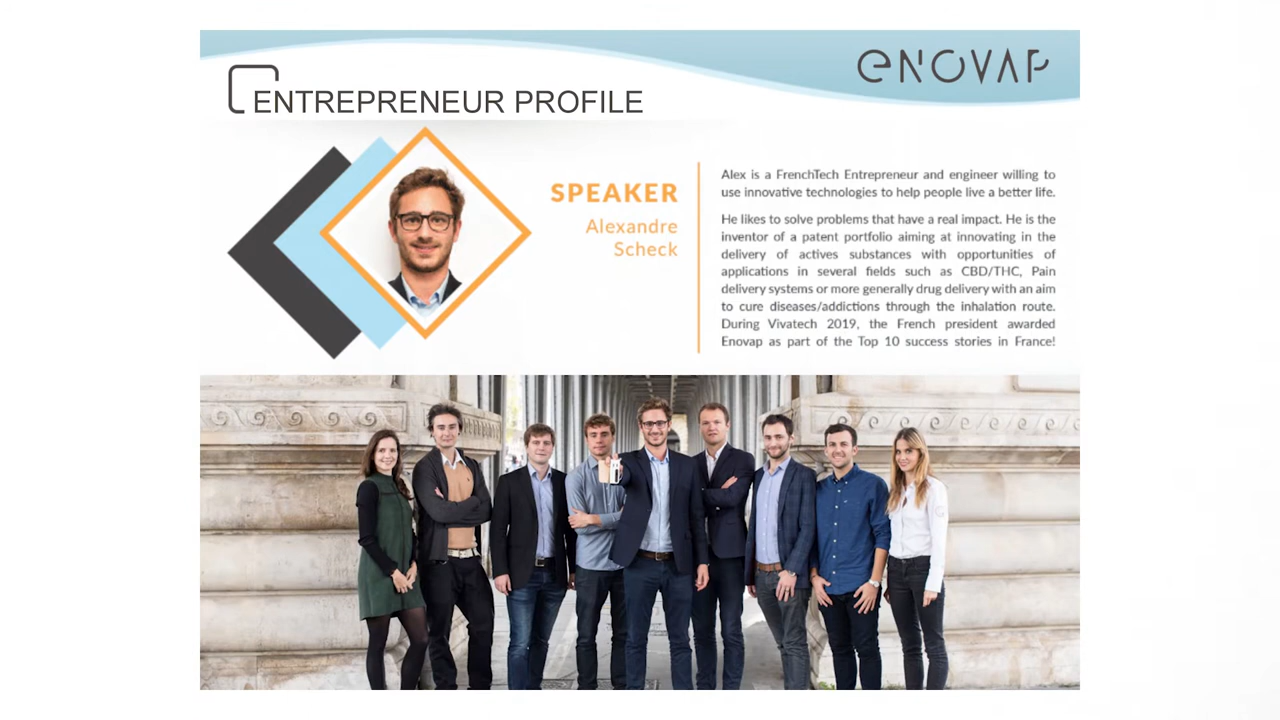 ENOVAP
ENTREPRENEUR PROFILE
SPEAKER
Alexandre
Scheck
Alex is a FrenchTech Entrepreneur and engineer willing to
use innovative technologies to help people live a better life.
He likes to solve problems that have a real impact. He is the
inventor of a patent portfolio aiming at innovating in the
delivery of actives substances with opportunities of
applications in several fields such as CBD/THC, Pain
delivery systems or more generally drug delivery with an aim
to cure diseases/addictions through the inhalation route.
During Vivatech 2019, the French president awarded
Enovap as part of the Top 10 success stories in France!